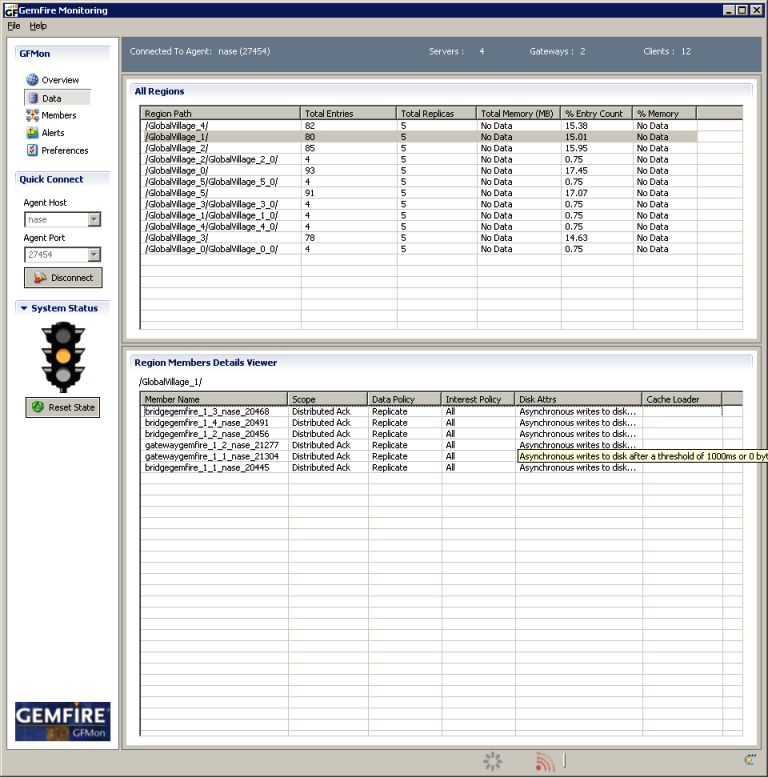 GemFire Monitoring
File Help
GFMon
Overview
Data
Members
Alerts
Preferences
Quick Connect
Agent Host
nase
Agent Port
27454
Disconnect
System Status
Reset State
GEMFIRE
GFMon
Connected To Agent: nase (27454) Servers : 4 Gateways : 2 Clients : 12
All Regions
Region Path Total Entries Total Replicas Total Memory (MB) % Entry Count % Memory
/GlobalVillage_4/ 82 5 No Data 15.38 No Data
/GlobalVillage_1/ 80 5 No Data 15.01 No Data
/GlobalVillage_2/ 85 5 No Data 15.95 No Data
/GlobalVillage_2/GlobalVillage_2_0/ 4 5 No Data 0.75 No Data
/GlobalVillage_0/ 93 5 No Data 17.45 No Data
/GlobalVillage_5/GlobalVillage_5_0/ 4 5 No Data 0.75 No Data
/GlobalVillage_5/ 91 5 No Data 17.07 No Data
/GlobalVillage_3/GlobalVillage_3_0/ 4 5 No Data 0.75 No Data
/GlobalVillage_1/GlobalVillage_1_0/ 4 5 No Data 0.75 No Data
/GlobalVillage_4/GlobalVillage_4_0/ 4 5 No Data 0.75 No Data
/GlobalVillage_3/ 78 5 No Data 14.63 No Data
/GlobalVillage_0/GlobalVillage_0_0/ 4 5 No Data 0.75 No Data
Region Members Details Viewer
/GlobalVillage_1/
Member Name Scope Data Policy Interest Policy Disk Attrs Cache Loader
bridgegemfire_1_3_nase_20468 Distributed Ack Replicate All Asynchronous writes to disk...
bridgegemfire_1_4_nase_20491 Distributed Ack Replicate All Asynchronous writes to disk...
bridgegemfire_1_2_nase_20456 Distributed Ack Replicate All Asynchronous writes to disk...
gatewaygemfire_1_2_nase_21277 Distributed Ack Replicate All Asynchronous writes to disk...
gatewaygemfire_1_1_nase_21304 Distributed Ack Replicate All Asynchronous writes to disk after a threshold of 1000ms or 0 byt
bridgegemfire_1_1_nase_20445 Distributed Ack Replicate All Asynchronous writes to disk...